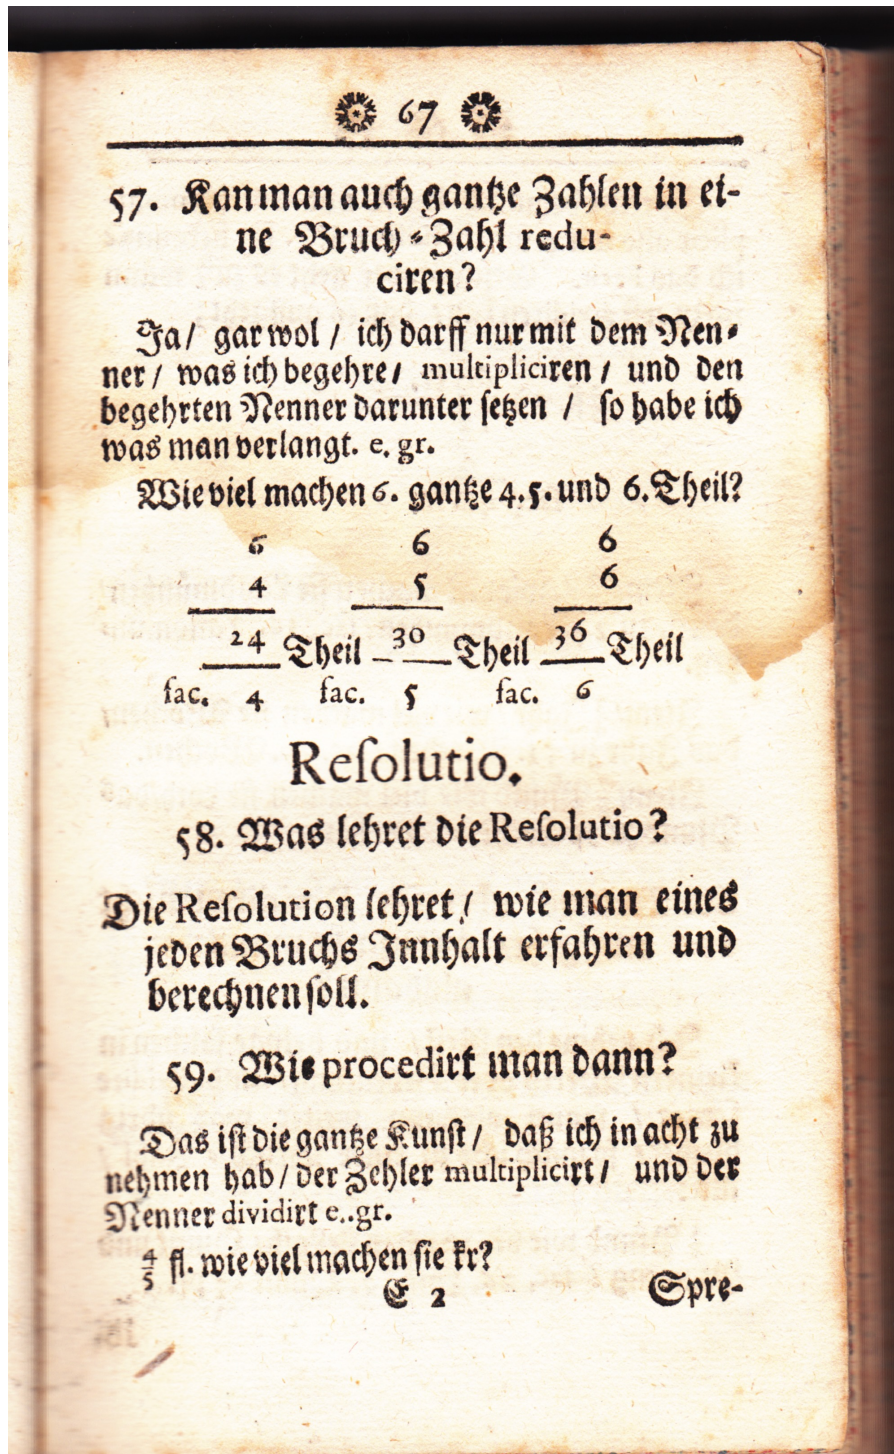 67
57. Kan man auch gantze Zahlen in ei-
ne Bruch-Zahl redu-
ciren?
Ja/ gar wol / ich darff nur mit dem Nen-
ner / was ich begehre / multipliciren / und den
begehrten Nenner darunter setzen / so habe ich
was man verlangt. e. gr.
Wie viel machen 6. gantze 4. 5. und 6. Theil?
6 6 6
4 5 6
24 Theil 30 Theil 36 Theil
fac. 4 fac. 5 fac. 6
Reſolutio.
58. Was lehret die Reſolutio?
Die Reſolution lehret / wie man eines
jeden Bruchs Innhalt erfahren und
berechnen ſoll.
59. Wie procedirt man dann?
Das iſt die gantze Kunſt / daß ich in acht zu
nehmen hab / der Zehler multiplicirt / und der
Nenner dividirt e..gr.
4/5 fl. wie viel machen ſie kr?
E 2 Spre-